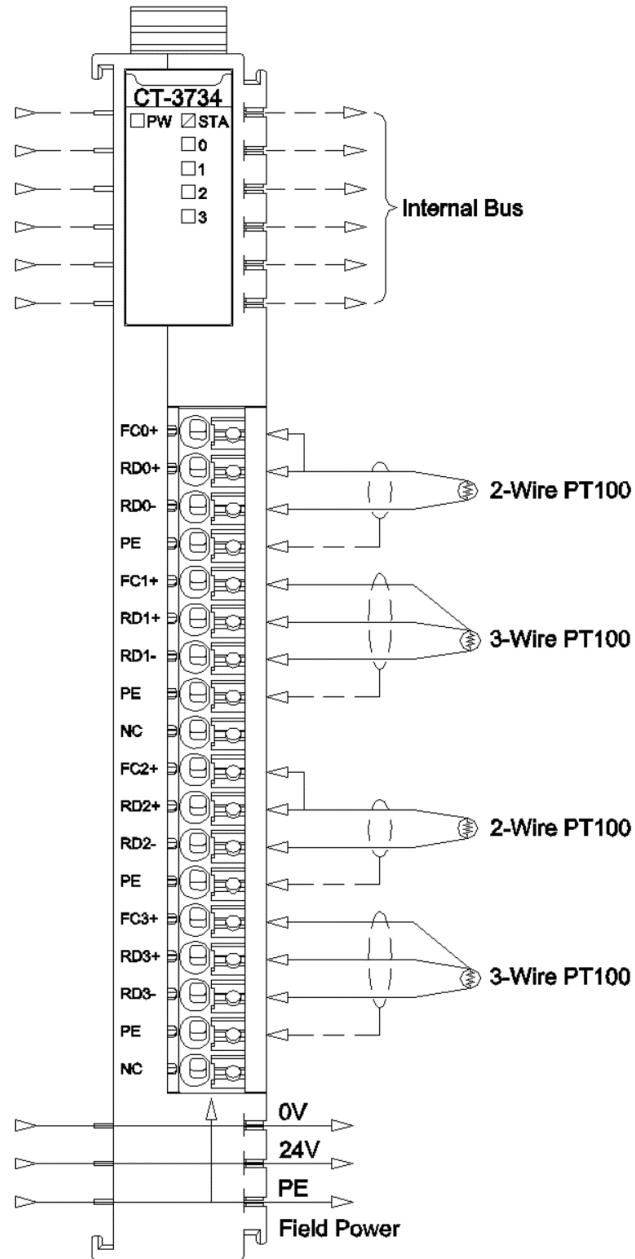 CT-3734
PW STA
0
1
2
3
Internal Bus
FC0+
RD0+
RD0-
PE
2-Wire PT100
FC1+
RD1+
RD1-
PE
3-Wire PT100
NC
FC2+
RD2+
RD2-
PE
2-Wire PT100
FC3+
RD3+
RD3-
PE
3-Wire PT100
NC
0V
24V
PE
Field Power